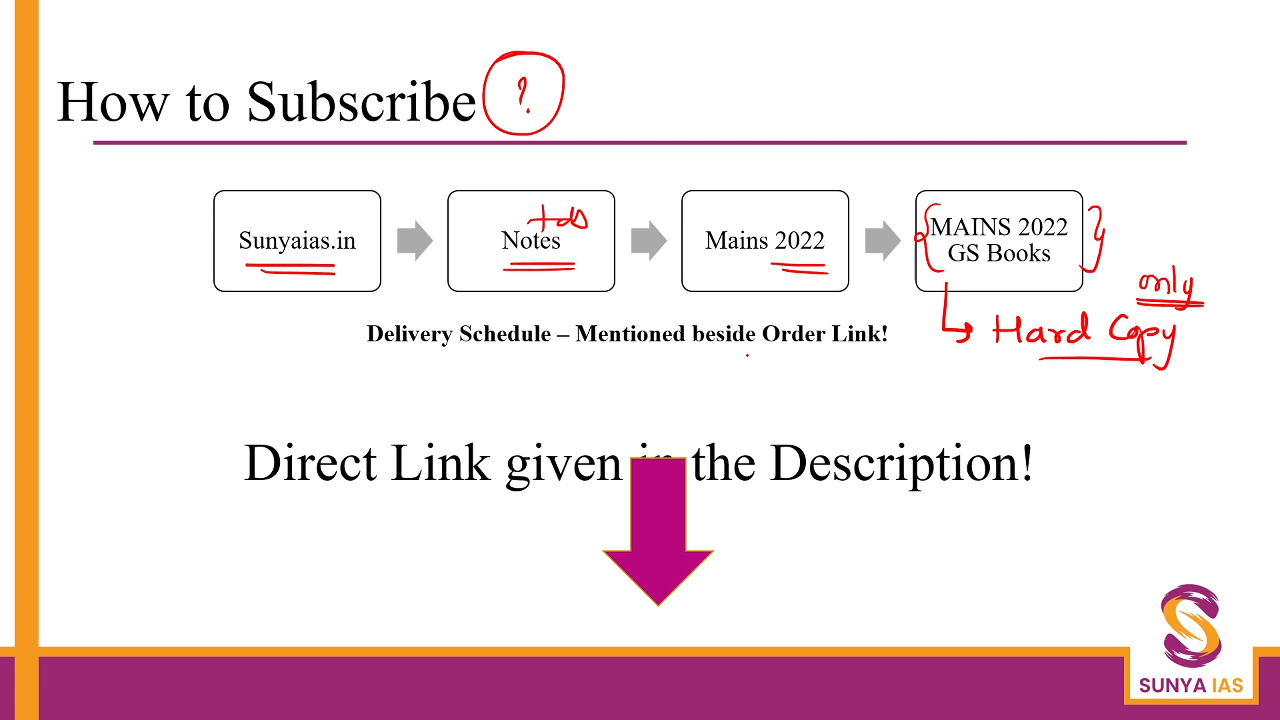 How to Subscribe ?
Sunyaias.in
Notes
Mains 2022
MAINS 2022
GS Books
only
Hard Copy
Delivery Schedule – Mentioned beside Order Link!
Direct Link given in the Description!
SUNYA IAS